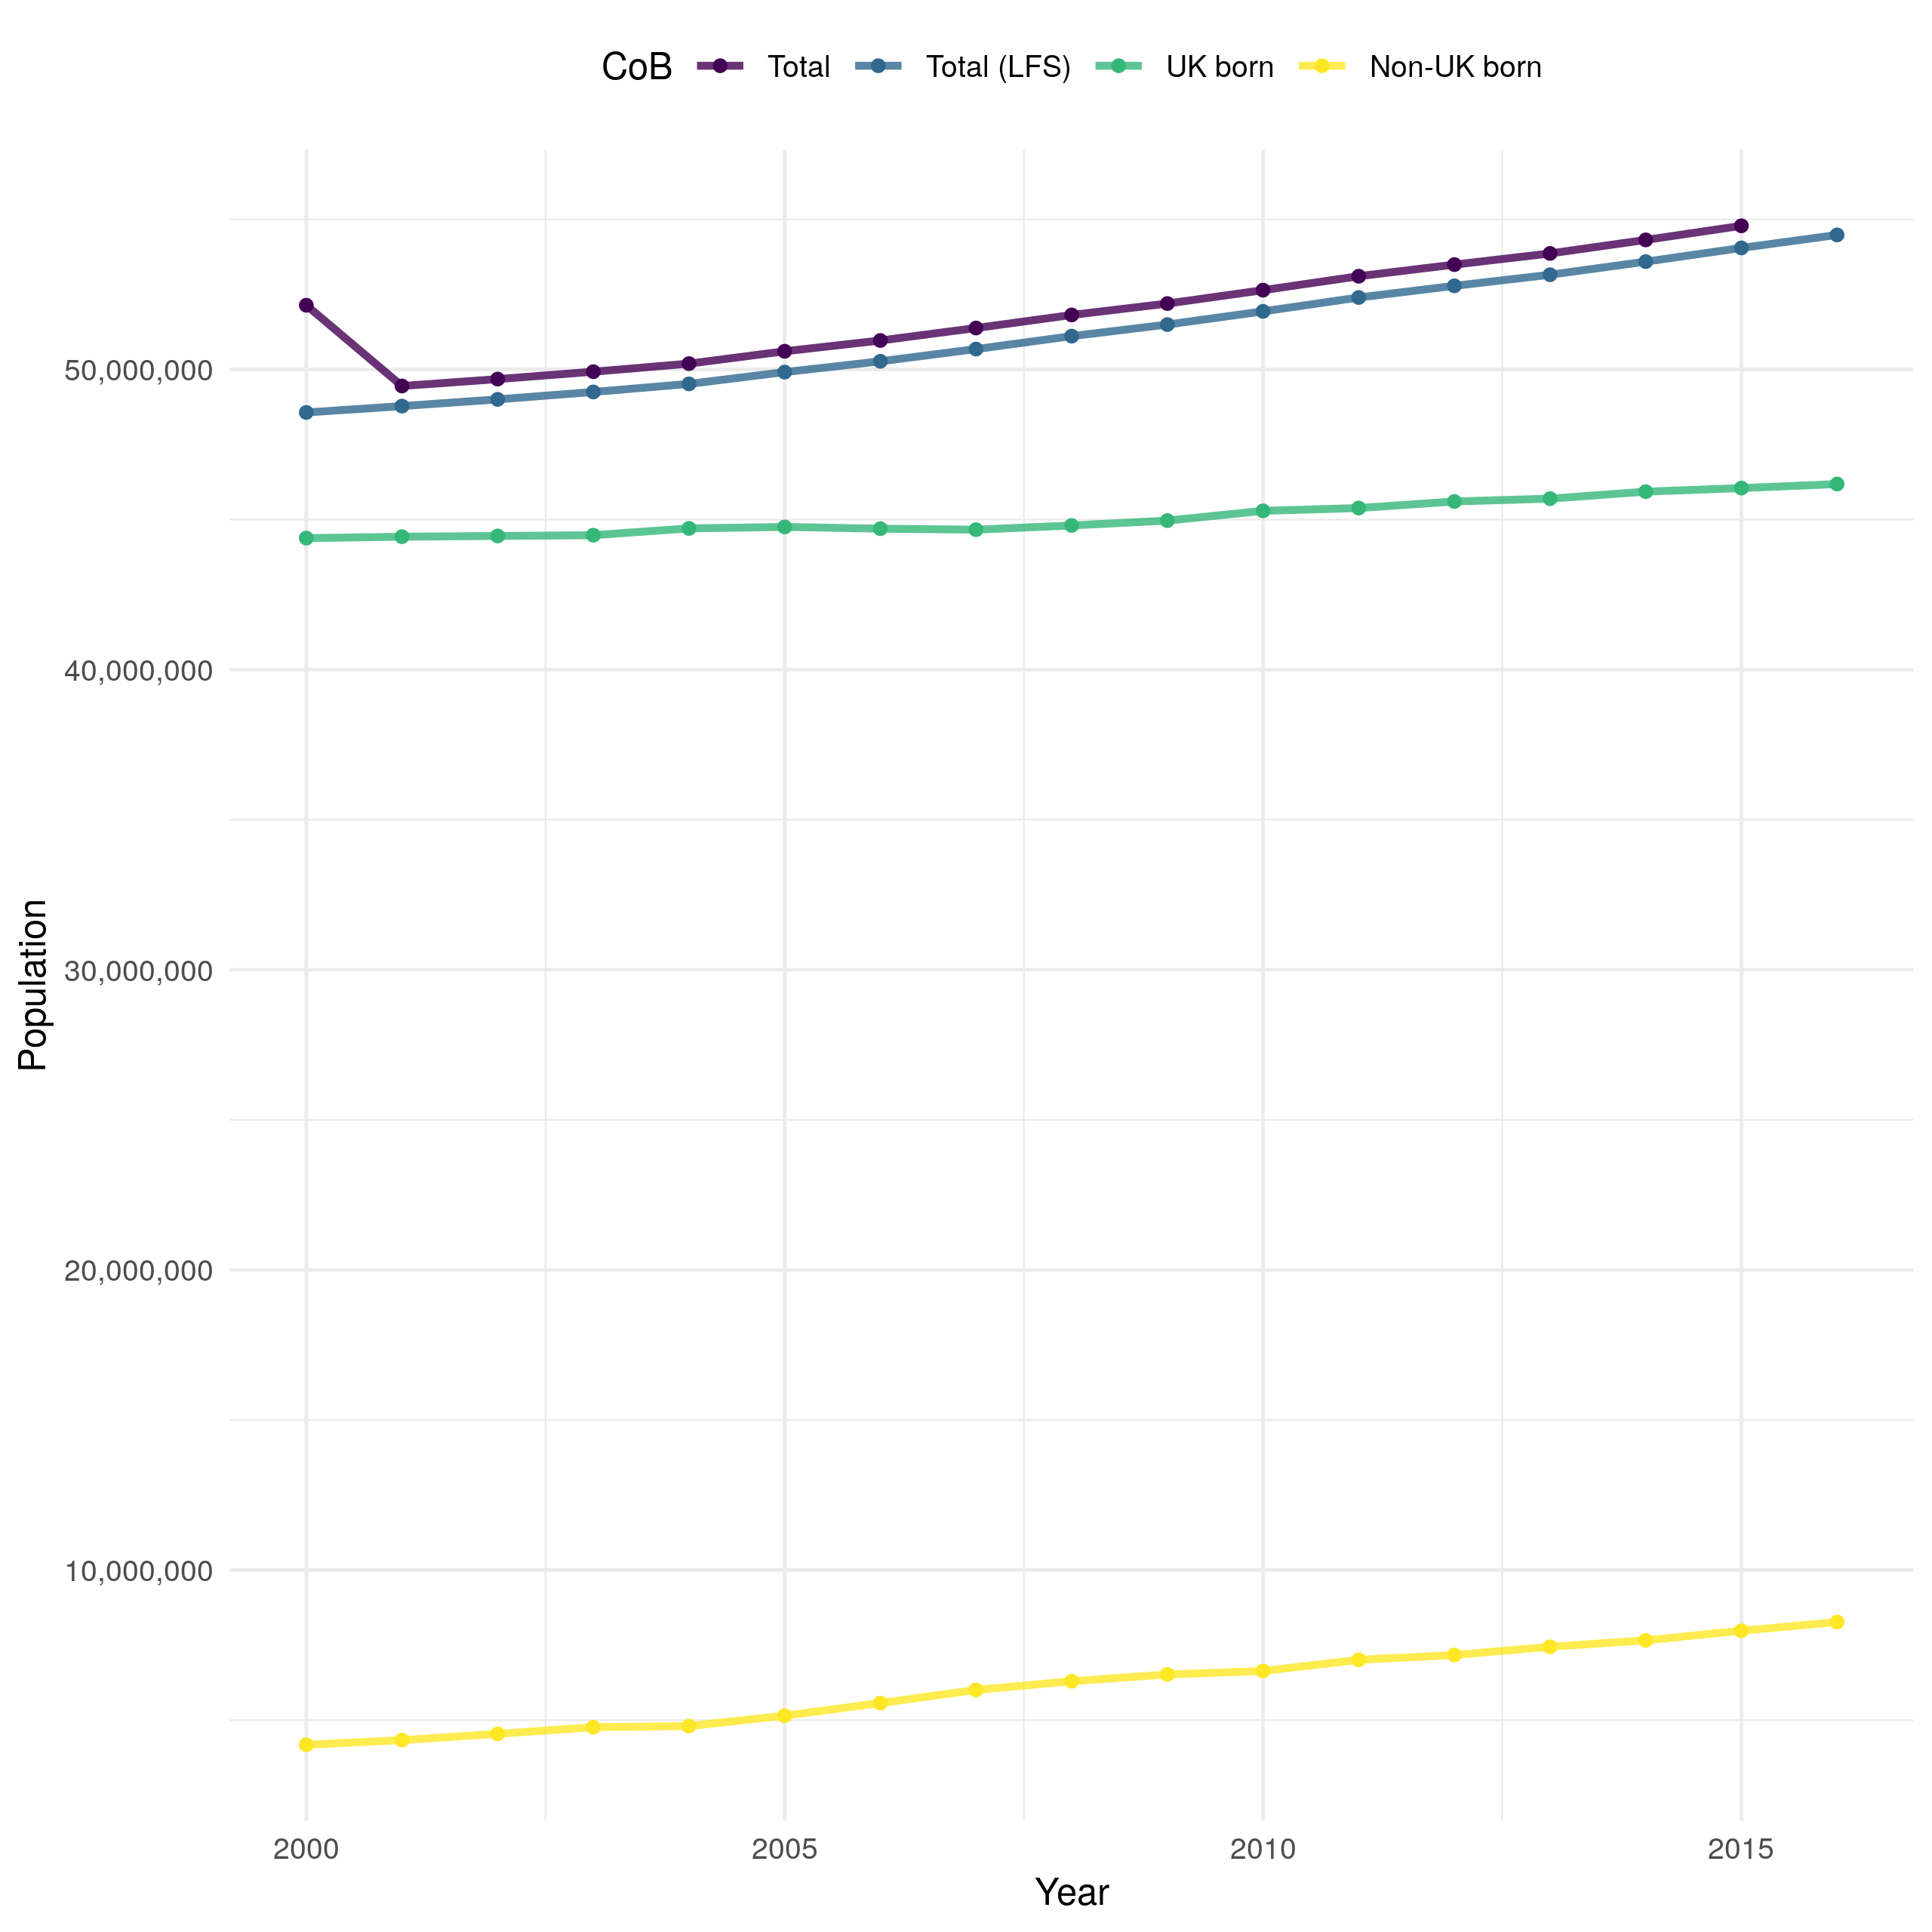 CoB Total Total (LFS) UK born Non-UK born
Population
50,000,000
40,000,000
30,000,000
20,000,000
10,000,000
2000 2005 2010 2015
Year